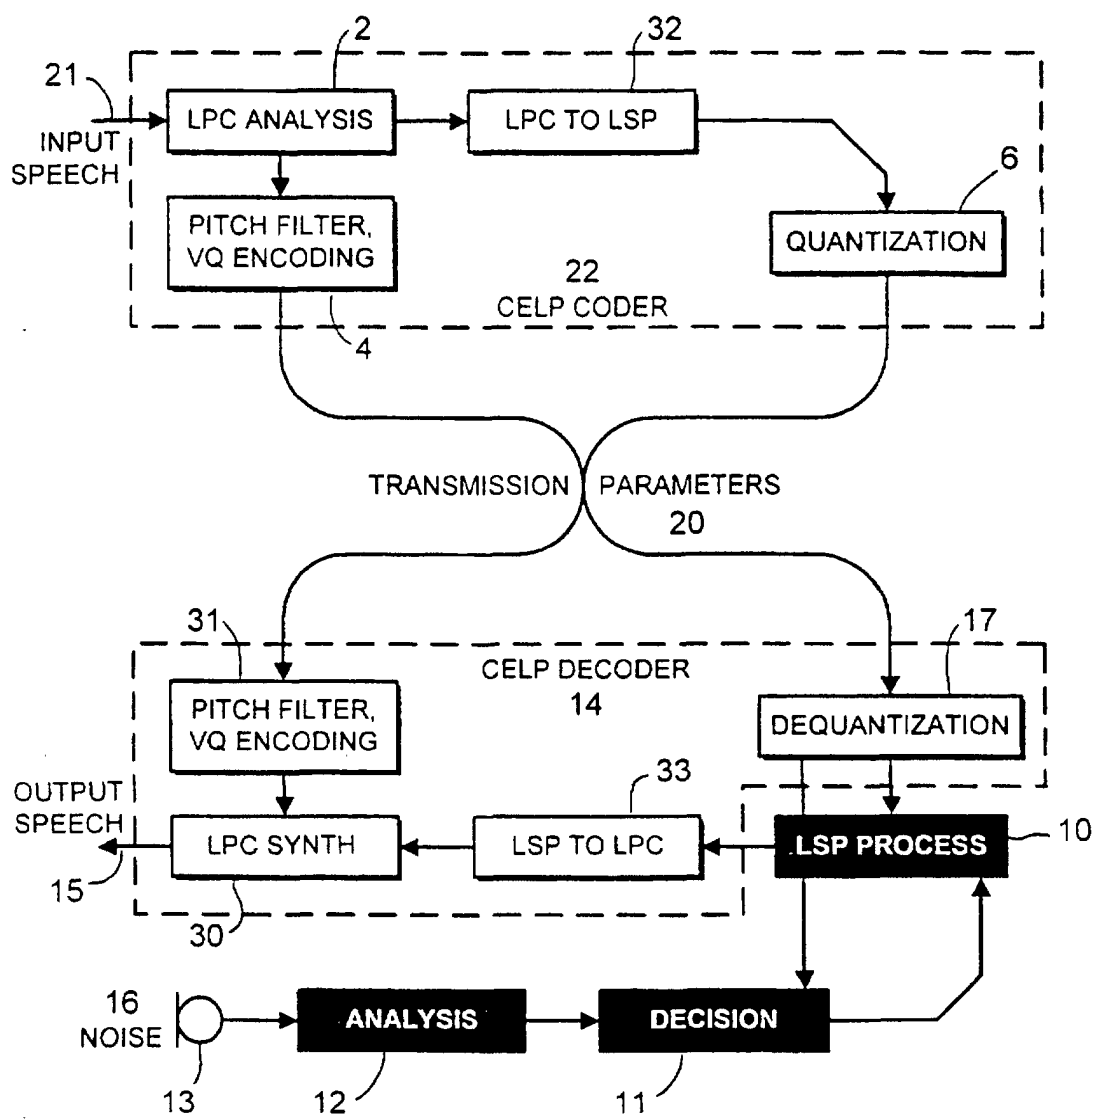 2
32
21
LPC ANALYSIS
LPC TO LSP
INPUT
SPEECH
6
PITCH FILTER,
VQ ENCODING
QUANTIZATION
22
CELP CODER
4
TRANSMISSION PARAMETERS
20
31
17
CELP DECODER
14
PITCH FILTER,
VQ ENCODING
DEQUANTIZATION
33
OUTPUT
SPEECH
LPC SYNTH
LSP TO LPC
LSP PROCESS
10
15
30
16
NOISE
ANALYSIS
DECISION
13
12
11